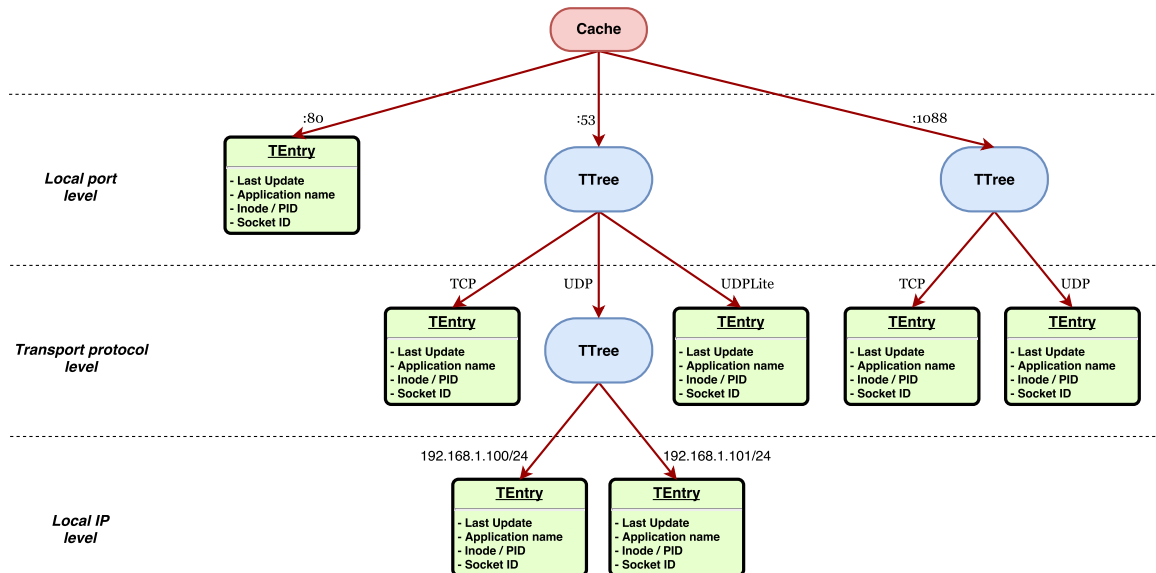 Cache
:80
:53
:1088
Local port
level
TEntry
- Last Update
- Application name
- Inode / PID
- Socket ID
TTree
TTree
TCP
UDP
UDPLite
TCP
UDP
Transport protocol
level
TEntry
- Last Update
- Application name
- Inode / PID
- Socket ID
TTree
TEntry
- Last Update
- Application name
- Inode / PID
- Socket ID
TEntry
- Last Update
- Application name
- Inode / PID
- Socket ID
TEntry
- Last Update
- Application name
- Inode / PID
- Socket ID
192.168.1.100/24
192.168.1.101/24
Local IP
level
TEntry
- Last Update
- Application name
- Inode / PID
- Socket ID
TEntry
- Last Update
- Application name
- Inode / PID
- Socket ID